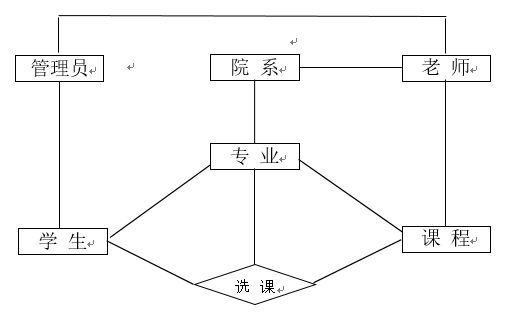 管理员
院 系
老 师
专 业
学 生
课 程
选 课